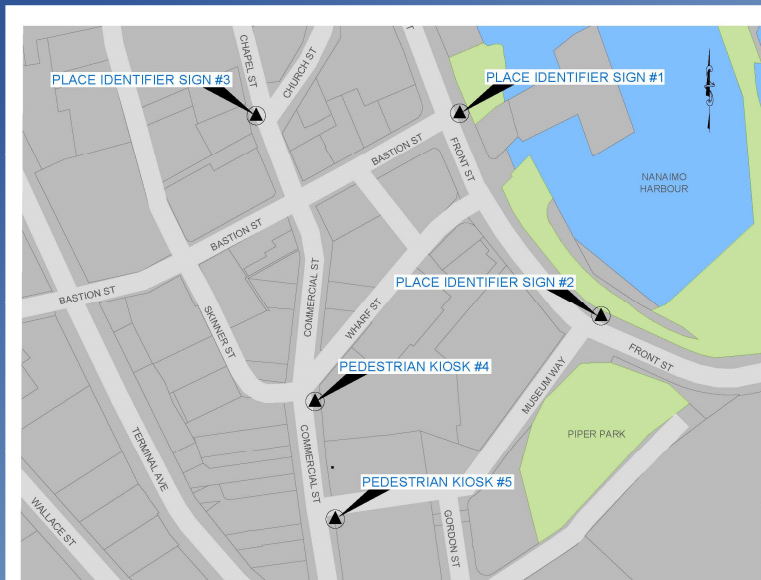 T
CHAPEL ST
CHURCH ST
PLACE IDENTIFIER SIGN #3
PLACE IDENTIFIER SIGN #1
BASTION ST
FRONT ST
NANAIMO
HARBOUR
BASTION ST
PLACE IDENTIFIER SIGN #2
BASTION ST
COMMERCIAL ST
WHARF ST
SKINNER ST
FRONT ST
PEDESTRIAN KIOSK #4
MUSEUM WAY
PIPER PARK
TERMINAL AVE
COMMERCIAL ST
PEDESTRIAN KIOSK #5
WALLACE ST
GORDON ST